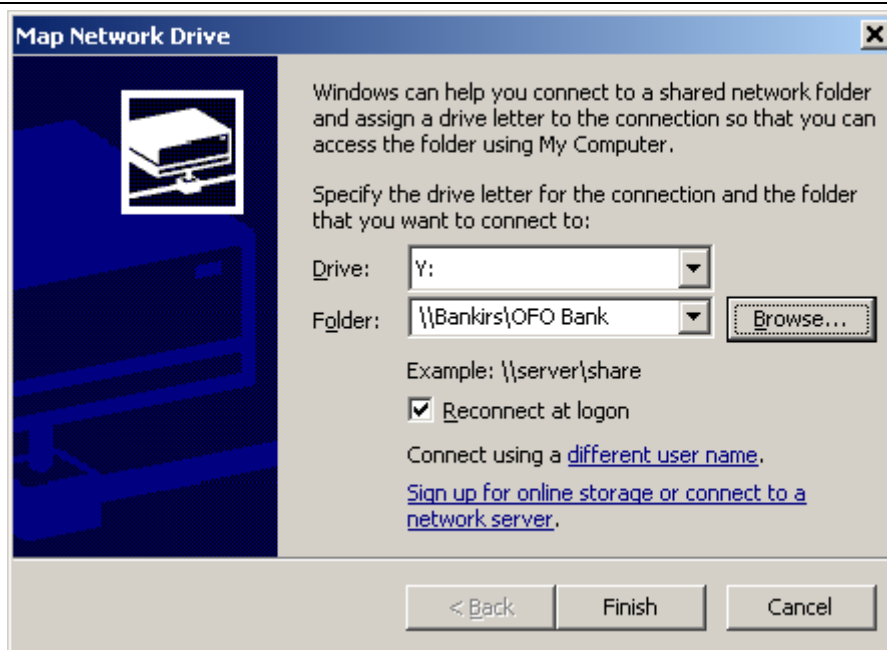 Map Network Drive
Windows can help you connect to a shared network folder
and assign a drive letter to the connection so that you can
access the folder using My Computer.
Specify the drive letter for the connection and the folder
that you want to connect to:
Drive: Y:
Folder: \\Bankirs\OFO Bank Browse...
Example: \\server\share
Reconnect at logon
Connect using a different user name.
Sign up for online storage or connect to a
network server.
< Back Finish Cancel